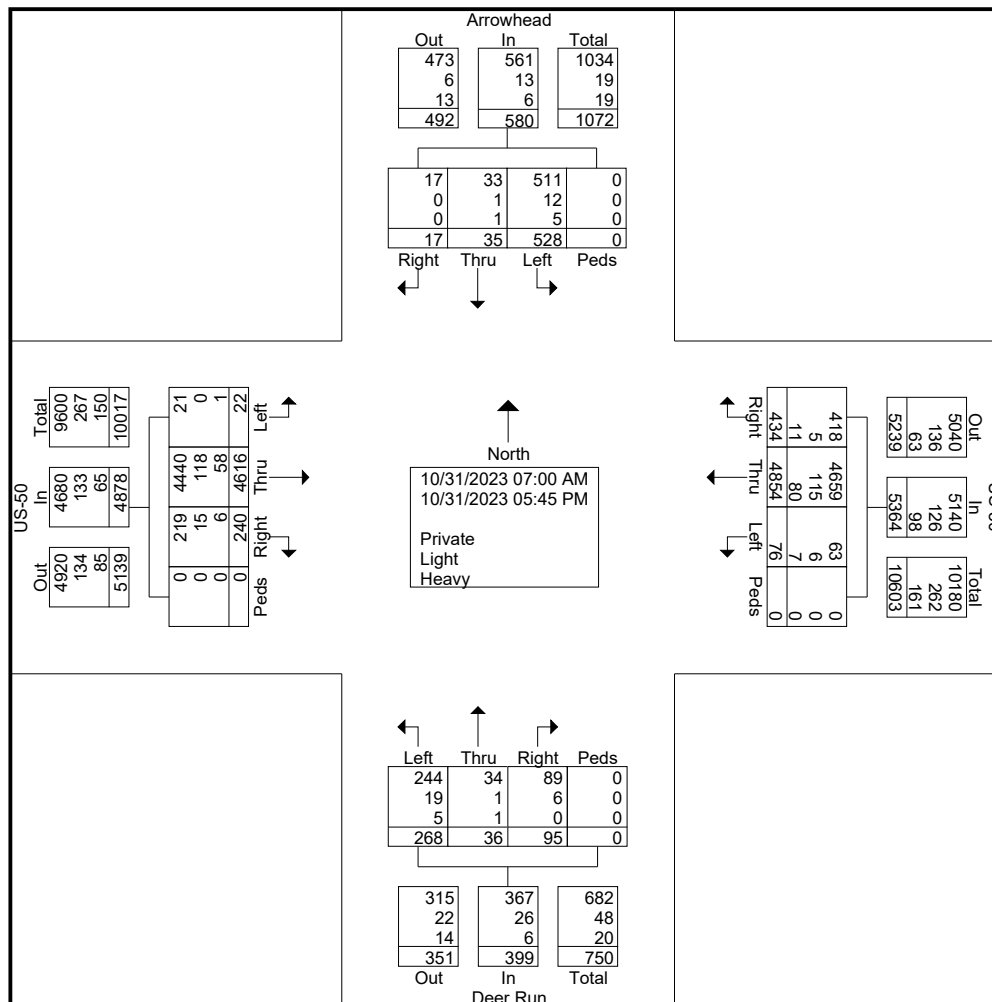 Arrowhead
Out In Total
473 561 1034
6 13 19
13 6 19
492 580 1072
17 33 511 0
0 1 12 0
0 1 5 0
17 35 528 0
Right Thru Left Peds
US-50
Total
9600
267
150
10017
In
4680
133
65
4878
Out
4920
134
85
5139
21
0
1
22
Left
4440
118
58
4616
Thru
219
15
6
240
Right
0
0
0
0
Peds
North
10/31/2023 07:00 AM
10/31/2023 05:45 PM
Private
Light
Heavy
Right
434
11
5
418
Thru
4854
80
115
4659
Left
76
7
6
63
Peds
0
0
0
0
Out
5040
136
63
5239
In
5140
126
98
5364
Total
10180
262
161
10603
Left Thru Right Peds
244 34 89 0
19 1 6 0
5 1 0 0
268 36 95 0
315 367 682
22 26 48
14 6 20
351 399 750
Out In Total
Deer Run